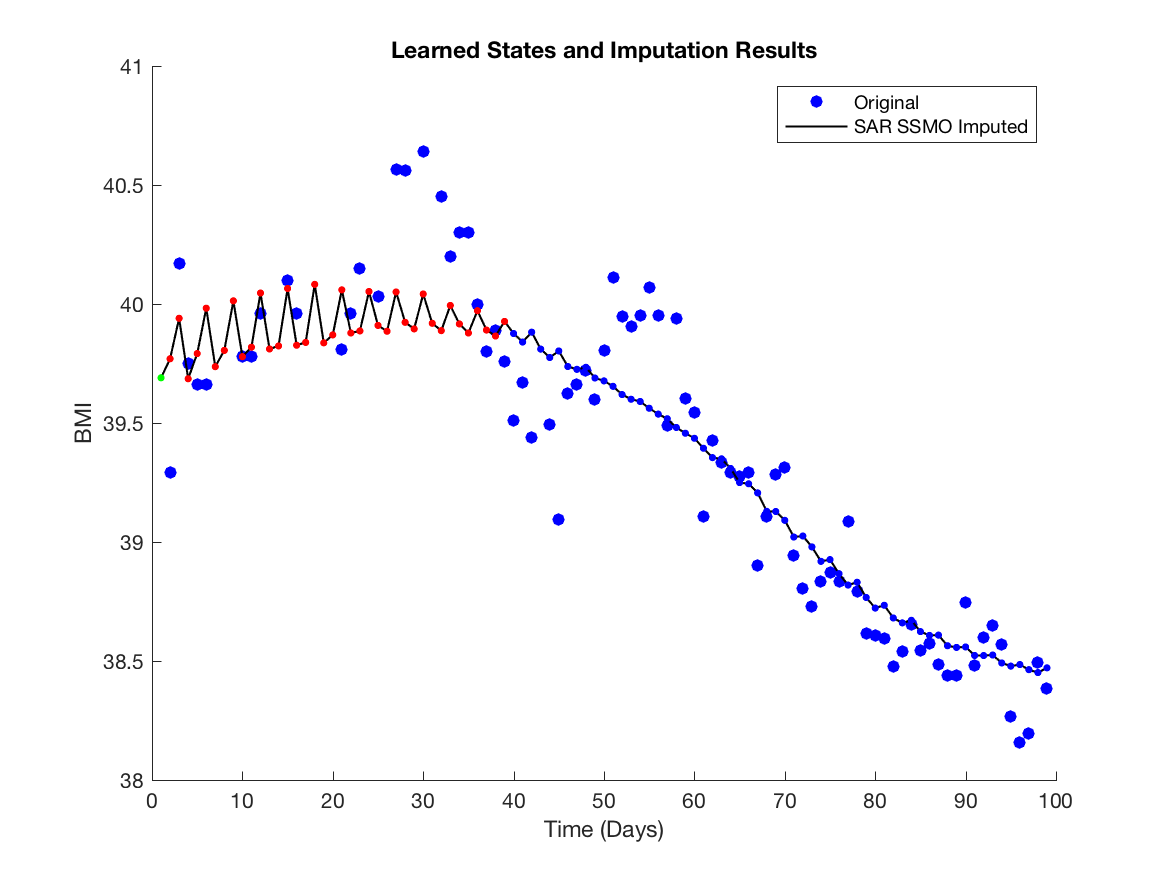 Learned States and Imputation Results
Original
SAR SSMO Imputed
BMI
41
40.5
40
39.5
39
38.5
38
0 10 20 30 40 50 60 70 80 90 100
Time (Days)